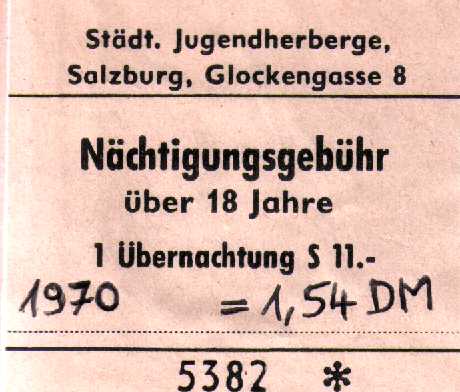 Städt. Jugendherberge,
Salzburg, Glockengasse 8
Nächtigungsgebühr
über 18 Jahre
1 Übernachtung S 11.-
1970 = 1,54 DM
5382 *